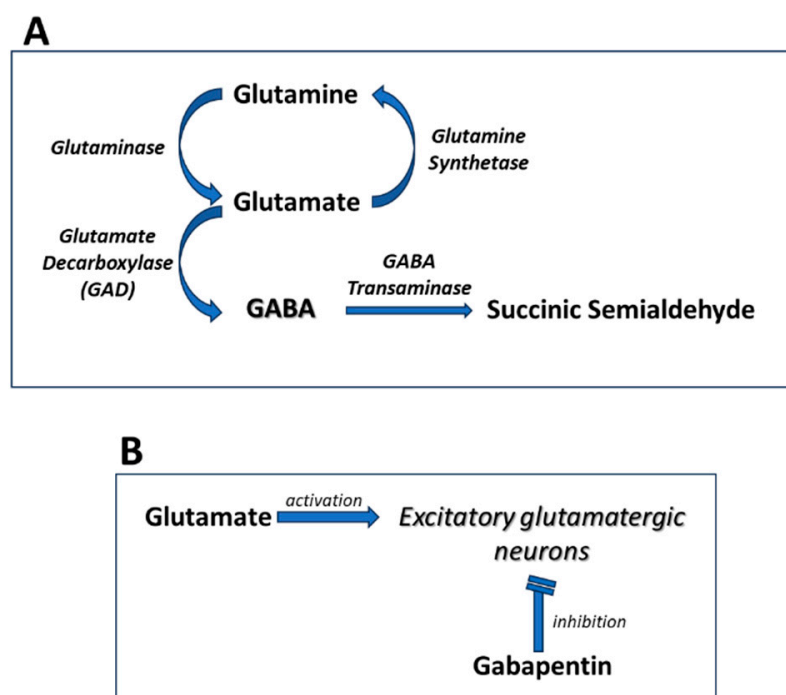 A
Glutamine
Glutaminase
Glutamine
Synthetase
Glutamate
Glutamate
Decarboxylase
(GAD)
GABA
Transaminase
GABA
Succinic Semialdehyde
B
Glutamate
activation
Excitatory glutamatergic
neurons
inhibition
Gabapentin